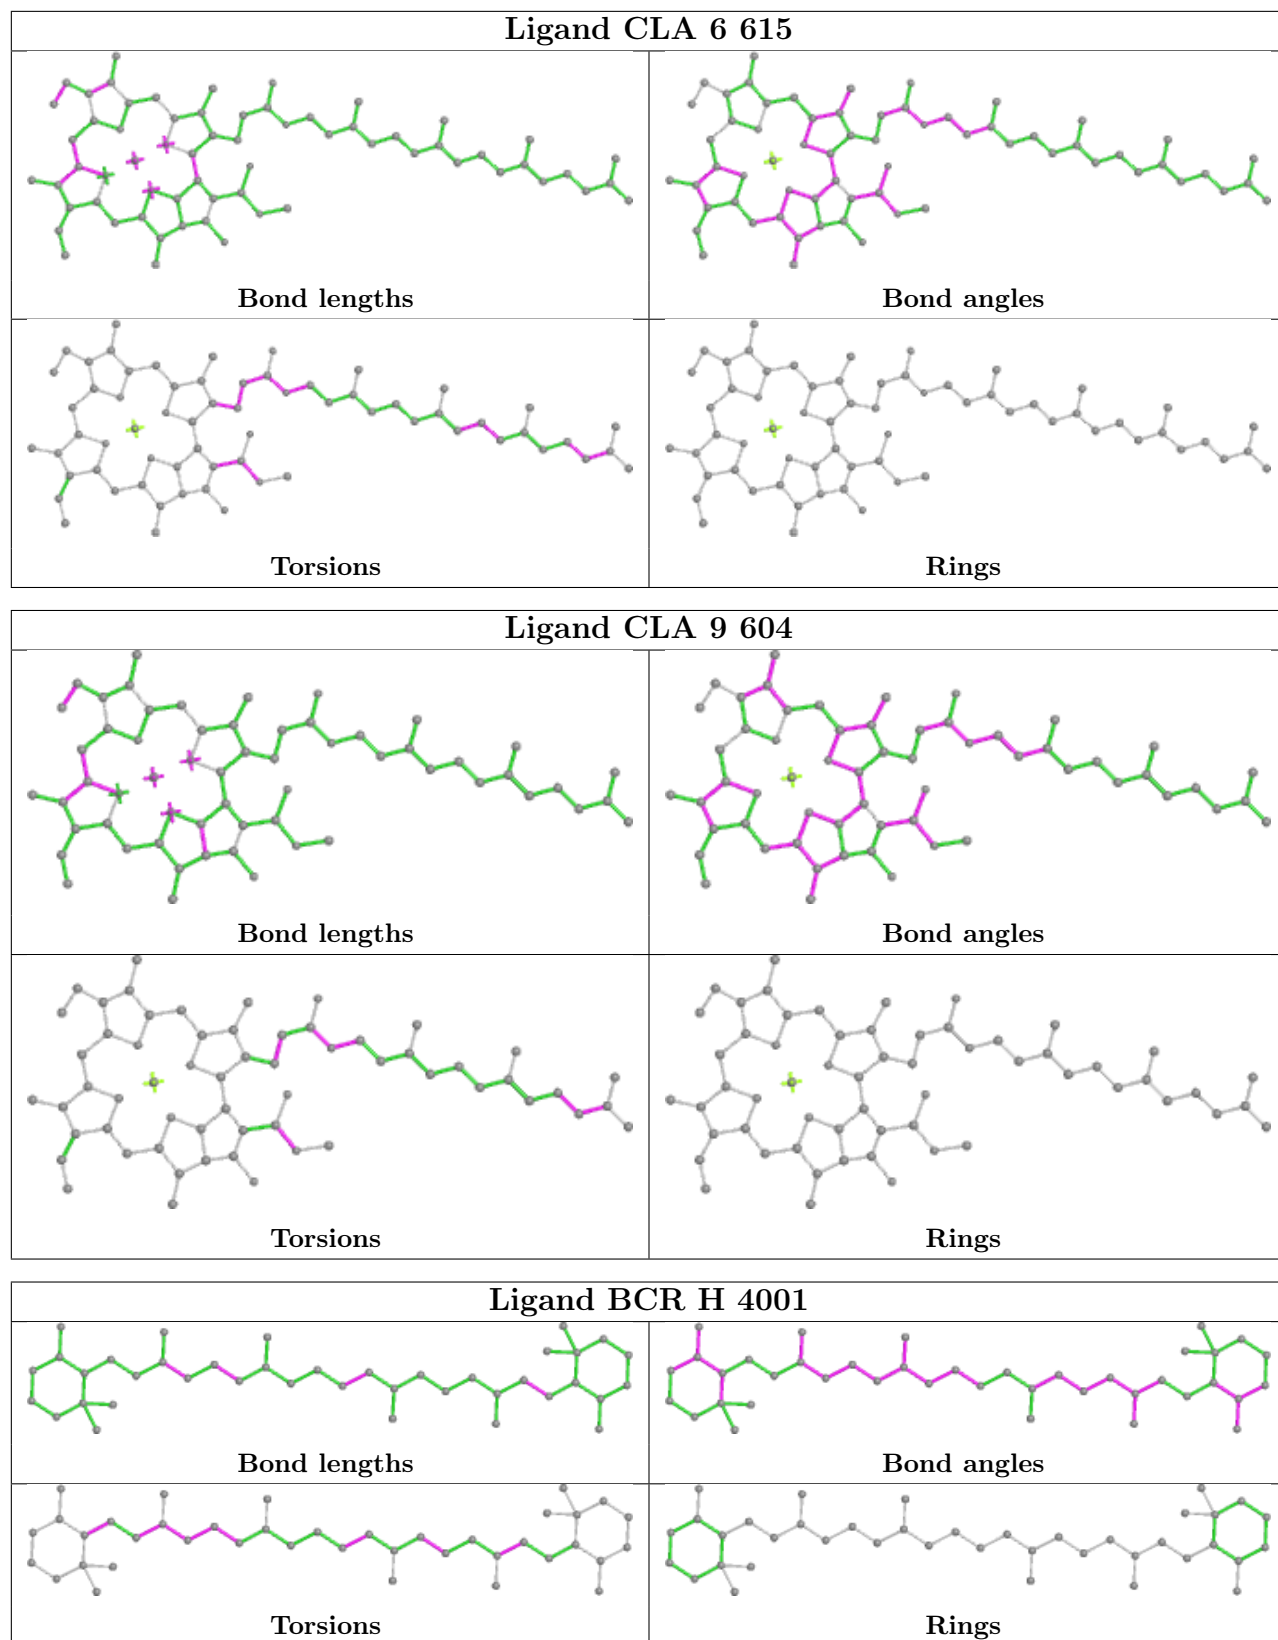 Ligand CLA 6 615
Bond lengths
Bond angles
Torsions
Rings
Ligand CLA 9 604
Bond lengths
Bond angles
Torsions
Rings
Ligand BCR H 4001
Bond lengths
Bond angles
Torsions
Rings